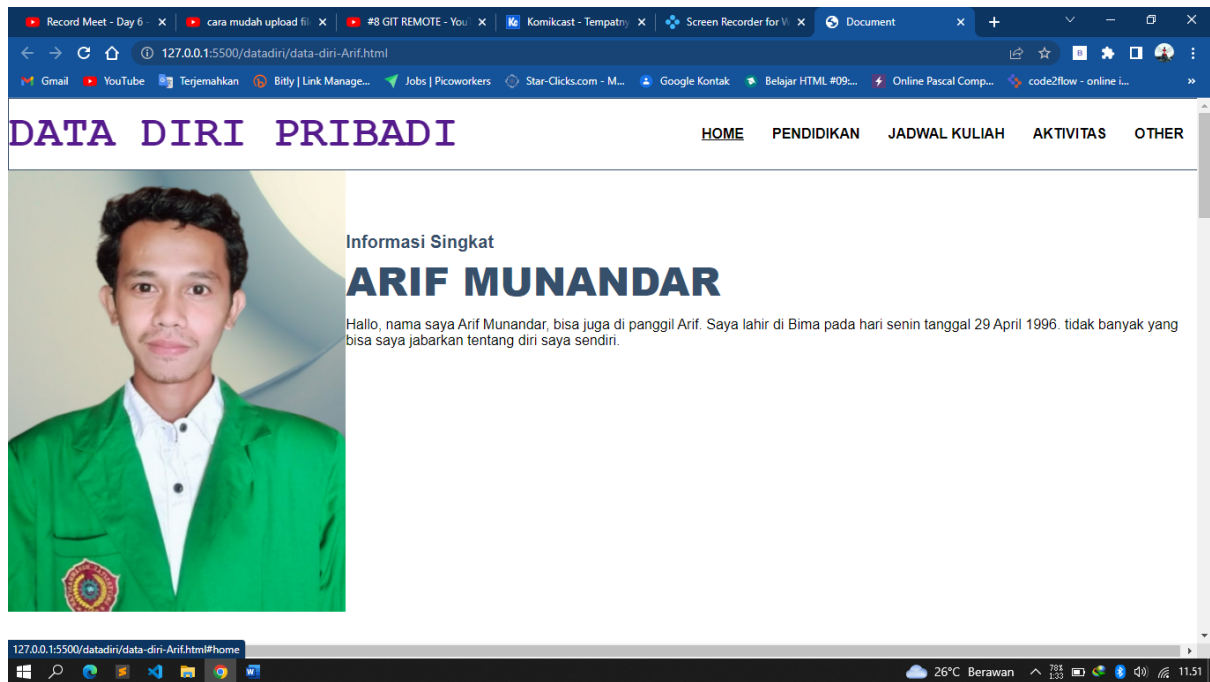 Record Meet - Day 6 -
cara mudah upload fil
#8 GIT REMOTE - You
Komikcast - Tempatny
Screen Recorder for W
Document
127.0.0.1:5500/datadiri/data-diri-Arif.html
Gmail YouTube Terjemahkan Bitly | Link Manage... Jobs | Picoworkers Star-Clicks.com - M... Google Kontak Belajar HTML #09:... Online Pascal Comp... code2flow - online i... »
DATA DIRI PRIBADI
HOME PENDIDIKAN JADWAL KULIAH AKTIVITAS OTHER
Informasi Singkat
ARIF MUNANDAR
Hallo, nama saya Arif Munandar, bisa juga di panggil Arif. Saya lahir di Bima pada hari senin tanggal 29 April 1996. tidak banyak yang
bisa saya jabarkan tentang diri saya sendiri.
127.0.0.1:5500/datadiri/data-diri-Arif.html#home
26°C Berawan 78% 1:33 11.51